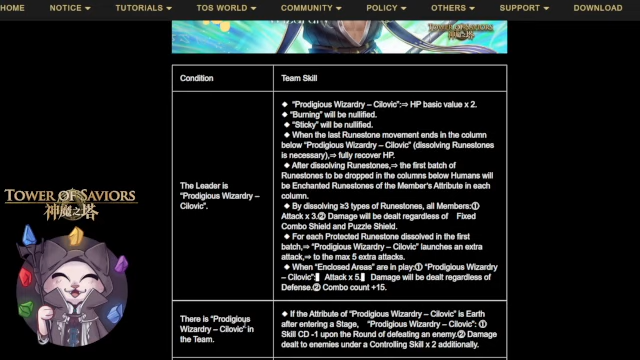 HOME NOTICE TUTORIALS TOS WORLD COMMUNITY POLICY OTHERS SUPPORT DOWNLOAD
TOWER OF SAVIORS
神魔之塔
Condition
Team Skill
The Leader is
"Prodigious Wizardry –
Cilovic".
◆ "Prodigious Wizardry – Cilovic":⇒ HP basic value x 2.
◆ "Burning" will be nullified.
◆ "Sticky" will be nullified.
◆ When the last Runestone movement ends in the column
below "Prodigious Wizardry – Cilovic" (dissolving Runestones
is necessary),⇒ fully recover HP.
◆ After dissolving Runestones,⇒ the first batch of
Runestones to be dropped in the columns below Humans will
be Enchanted Runestones of the Member's Attribute in each
column.
◆ By dissolving ≥3 types of Runestones, all Members:①
Attack x 3.② Damage will be dealt regardless of Fixed
Combo Shield and Puzzle Shield.
◆ For each Protected Runestone dissolved in the first
batch,⇒ "Prodigious Wizardry – Cilovic" launches an extra
attack,⇒ to the max 5 extra attacks.
◆ When "Enclosed Areas" are in play:① "Prodigious Wizardry
– Cilovic": Attack x 5. Damage will be dealt regardless of
Defense.② Combo count +15.
There is "Prodigious
Wizardry – Cilovic" in
the Team.
◆ If the Attribute of "Prodigious Wizardry – Cilovic" is Earth
after entering a Stage, "Prodigious Wizardry – Cilovic": ①
Skill CD -1 upon the Round of defeating an enemy.② Damage
dealt to enemies under a Controlling Skill x 2 additionally.
TOWER OF SAVIORS
神魔之塔